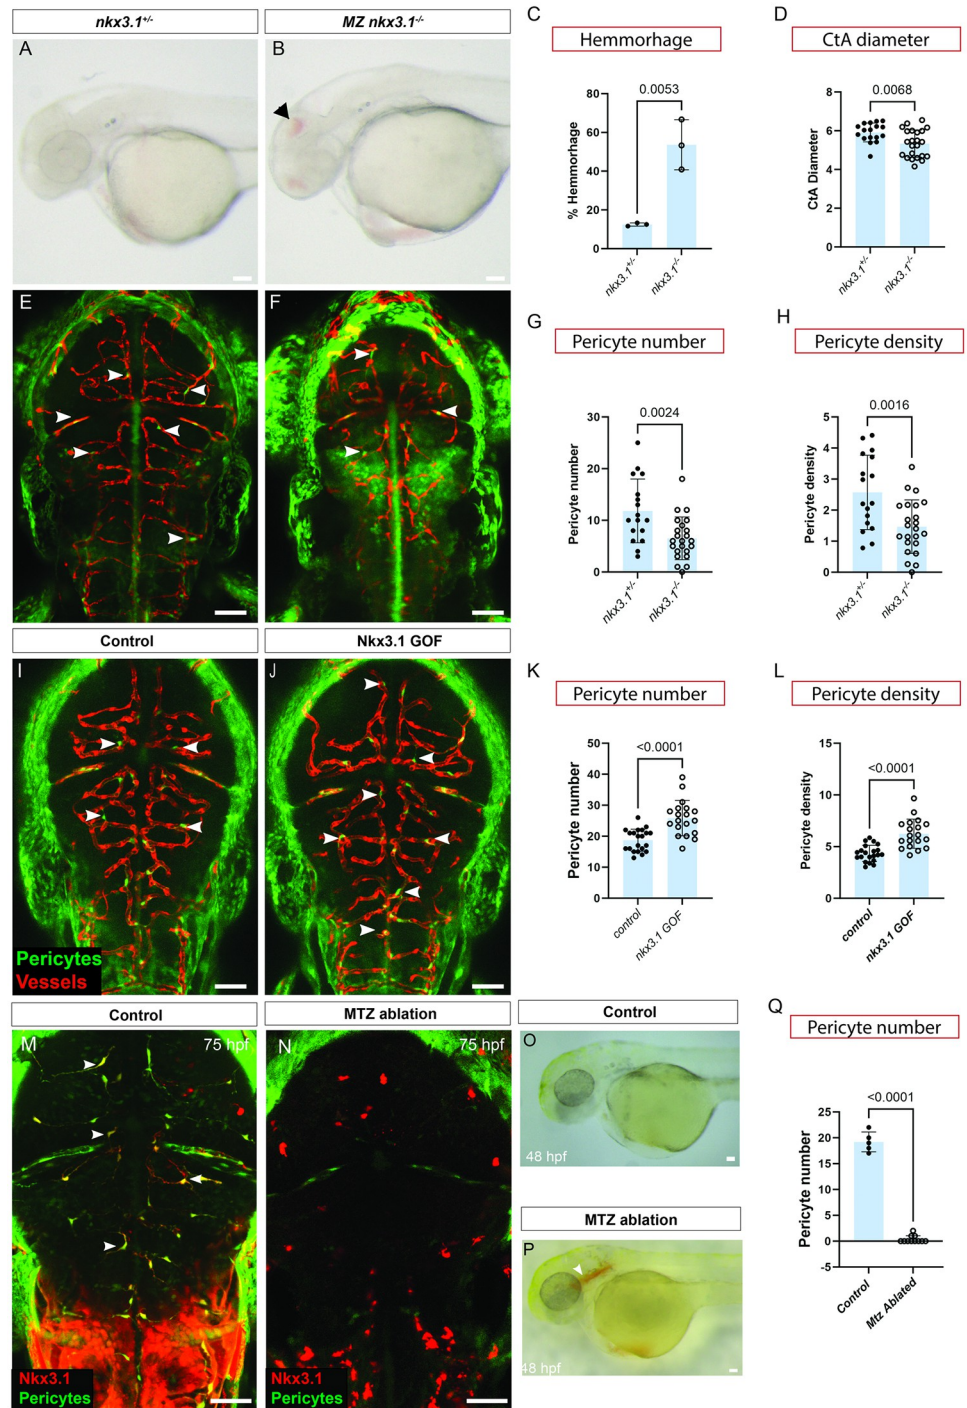 nkx3.1+/-
MZ nkx3.1-/-
A
B
C
Hemmorhage
% Hemmorhage
80
60
40
20
0
0.0053
nkx3.1+/-
nkx3.1-/-
D
CtA diameter
CtA Diameter
8
6
4
2
0
0.0068
nkx3.1+/-
nkx3.1-/-
E
F
G
Pericyte number
Pericyte number
30
20
10
0
0.0024
nkx3.1+/-
nkx3.1-/-
H
Pericyte density
Pericyte density
5
4
3
2
1
0
0.0016
nkx3.1+/-
nkx3.1-/-
Control
Nkx3.1 GOF
I
Pericytes
Vessels
J
K
Pericyte number
Pericyte number
50
40
30
20
10
0
<0.0001
control
nkx3.1 GOF
L
Pericyte density
Pericyte density
15
10
5
0
<0.0001
control
nkx3.1 GOF
Control
MTZ ablation
M
75 hpf
Nkx3.1
Pericytes
N
75 hpf
Nkx3.1
Pericytes
Control
O
48 hpf
MTZ ablation
P
48 hpf
Q
Pericyte number
Pericyte number
25
20
15
10
5
0
-5
<0.0001
Control
Mtz Ablated